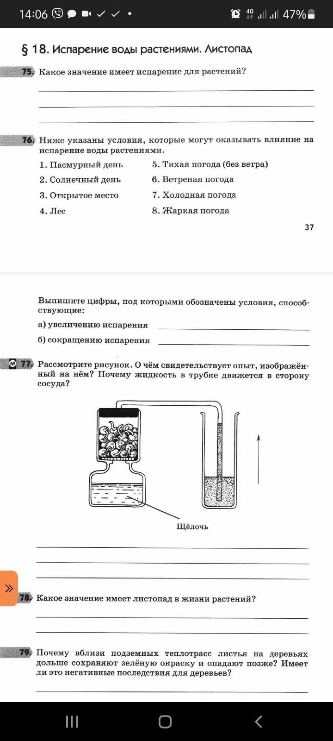 14:06
47%
§ 18. Испарение воды растениями. Листопад
75. Какое значение имеет испарение для растений?
76. Ниже указаны условия, которые могут оказывать влияние на
испарение воды растениями.
1. Пасмурный день
2. Солнечный день
3. Открытое место
4. Лес
5. Тихая погода (без ветра)
6. Ветреная погода
7. Холодная погода
8. Жаркая погода
37
Выпишите цифры, под которыми обозначены условия, способ-
ствующие:
а) увеличению испарения
б) сокращению испарения
77. Рассмотрите рисунок. О чём свидетельствует опыт, изображён-
ный на нём? Почему жидкость в трубке движется в сторону
сосуда?
Щёлочь
78. Какое значение имеет листопад в жизни растений?
79. Почему вблизи подземных теплотрасс листья на деревьях
дольше сохраняют зелёную окраску и опадают позже? Имеет
ли это негативные последствия для деревьев?